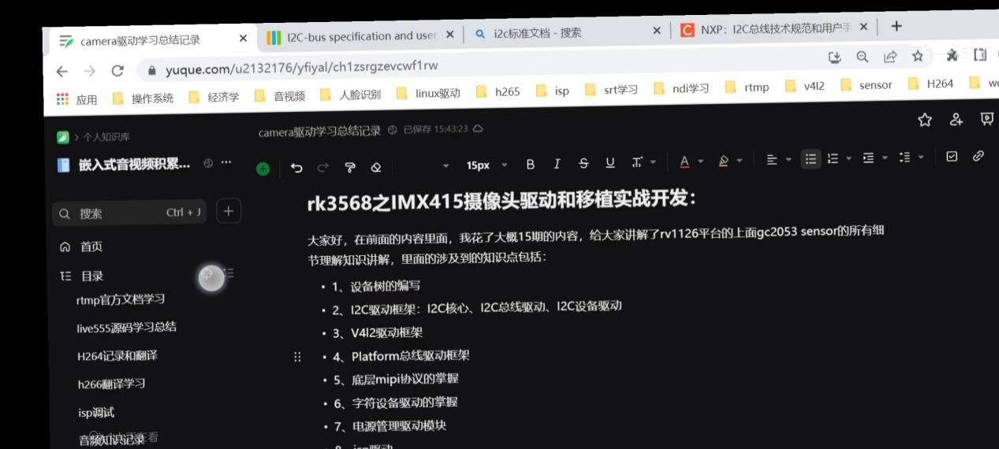 camera驱动学习总结记录
I2C-bus specification and user
i2c标准文档 - 搜索
NXP：I2C总线技术规范和用户手
yuque.com/u2132176/yfiyal/ch1zsrgzevcwf1rw
应用 操作系统 经济学 音视频 人脸识别 linux驱动 h265 isp srt学习 ndi学习 rtmp v4l2 sensor H264 we
个人知识库
camera驱动学习总结记录 已保存 15:43:23
嵌入式音视频积累...
15px B I S U T A
搜索 Ctrl + J
首页
目录
rtmp官方文档学习
live555源码学习总结
H264记录和翻译
h266翻译学习
isp调试
音频知识记录
rk3568之IMX415摄像头驱动和移植实战开发：
大家好，在前面的内容里面，我花了大概15期的内容，给大家讲解了rv1126平台的上面gc2053 sensor的所有细
节理解知识讲解，里面的涉及到的知识点包括：
• 1、设备树的编写
• 2、I2C驱动框架：I2C核心、I2C总线驱动、I2C设备驱动
• 3、V4l2驱动框架
• 4、Platform总线驱动框架
• 5、底层mipi协议的掌握
• 6、字符设备驱动的掌握
• 7、电源管理驱动模块
• 8、isp驱动